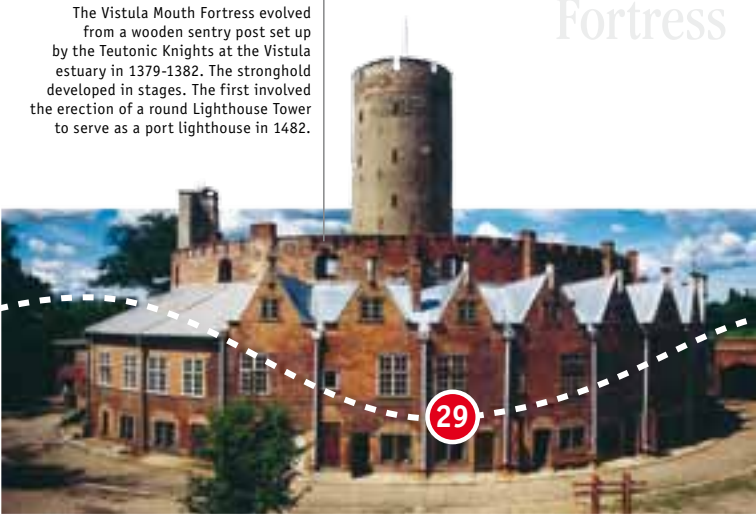 Fortress
The Vistula Mouth Fortress evolved
from a wooden sentry post set up
by the Teutonic Knights at the Vistula
estuary in 1379-1382. The stronghold
developed in stages. The first involved
the erection of a round Lighthouse Tower
to serve as a port lighthouse in 1482.
29